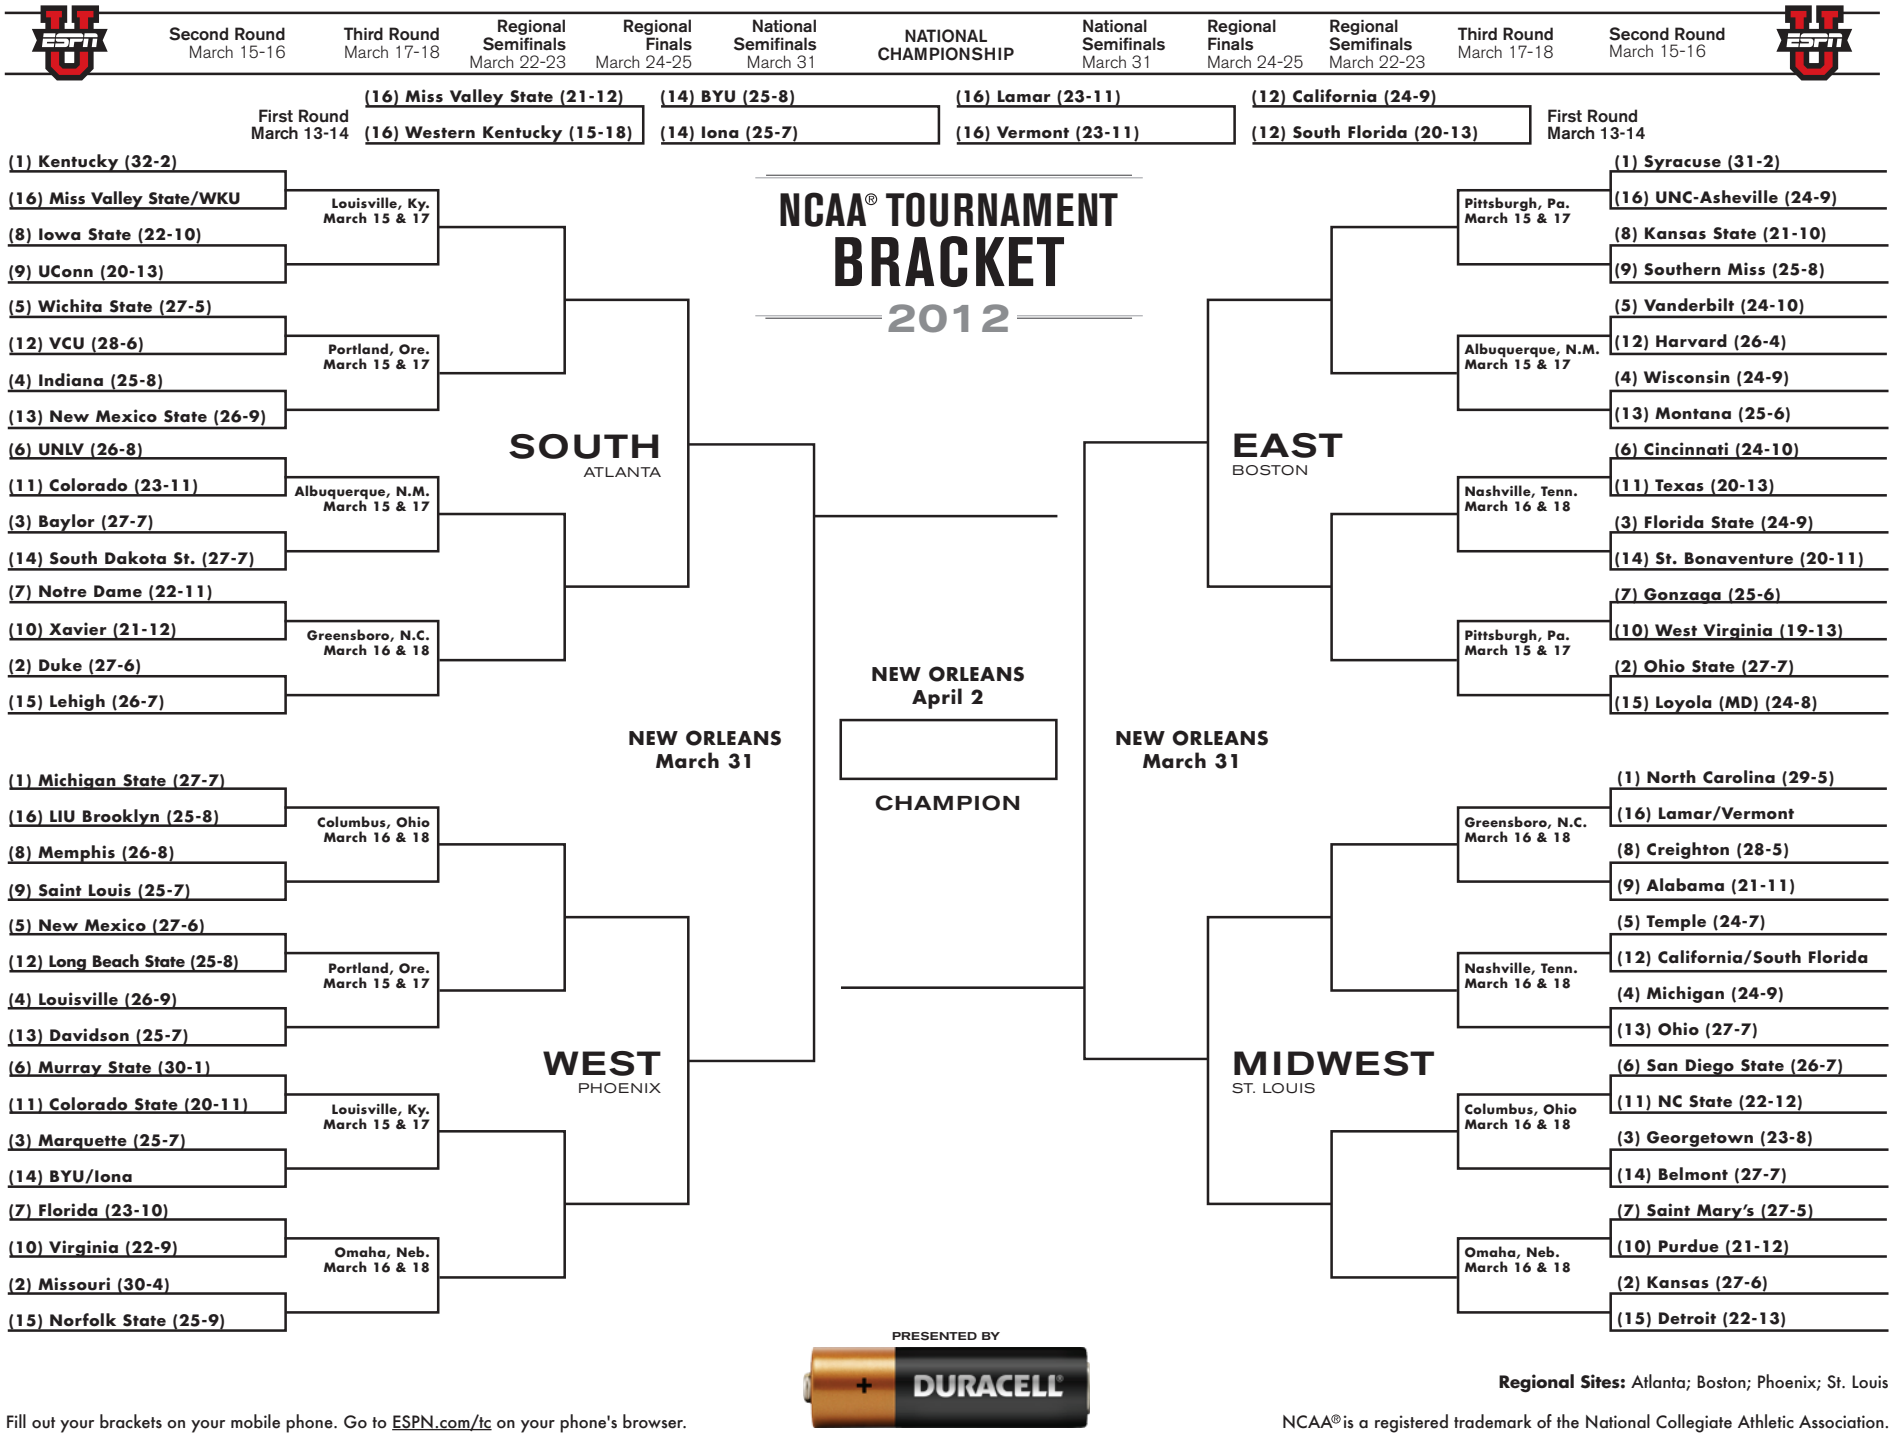 ESPN
Second Round
March 15-16
Third Round
March 17-18
Regional
Semifinals
March 22-23
Regional
Finals
March 24-25
National
Semifinals
March 31
NATIONAL
CHAMPIONSHIP
National
Semifinals
March 31
Regional
Finals
March 24-25
Regional
Semifinals
March 22-23
Third Round
March 17-18
Second Round
March 15-16
ESPN
First Round
March 13-14
(16) Miss Valley State (21-12)
(16) Western Kentucky (15-18)
(14) BYU (25-8)
(14) Iona (25-7)
(16) Lamar (23-11)
(16) Vermont (23-11)
(12) California (24-9)
(12) South Florida (20-13)
First Round
March 13-14
NCAA® TOURNAMENT
BRACKET
2012
(1) Kentucky (32-2)
(16) Miss Valley State/WKU
(8) Iowa State (22-10)
(9) UConn (20-13)
(5) Wichita State (27-5)
(12) VCU (28-6)
(4) Indiana (25-8)
(13) New Mexico State (26-9)
(6) UNLV (26-8)
(11) Colorado (23-11)
(3) Baylor (27-7)
(14) South Dakota St. (27-7)
(7) Notre Dame (22-11)
(10) Xavier (21-12)
(2) Duke (27-6)
(15) Lehigh (26-7)
Louisville, Ky.
March 15 & 17
Portland, Ore.
March 15 & 17
Albuquerque, N.M.
March 15 & 17
Greensboro, N.C.
March 16 & 18
SOUTH
ATLANTA
(1) Michigan State (27-7)
(16) LIU Brooklyn (25-8)
(8) Memphis (26-8)
(9) Saint Louis (25-7)
(5) New Mexico (27-6)
(12) Long Beach State (25-8)
(4) Louisville (26-9)
(13) Davidson (25-7)
(6) Murray State (30-1)
(11) Colorado State (20-11)
(3) Marquette (25-7)
(14) BYU/Iona
(7) Florida (23-10)
(10) Virginia (22-9)
(2) Missouri (30-4)
(15) Norfolk State (25-9)
Columbus, Ohio
March 16 & 18
Portland, Ore.
March 15 & 17
Louisville, Ky.
March 15 & 17
Omaha, Neb.
March 16 & 18
WEST
PHOENIX
NEW ORLEANS
March 31
NEW ORLEANS
April 2
CHAMPION
NEW ORLEANS
March 31
EAST
BOSTON
Pittsburgh, Pa.
March 15 & 17
Albuquerque, N.M.
March 15 & 17
Nashville, Tenn.
March 16 & 18
Pittsburgh, Pa.
March 15 & 17
(1) Syracuse (31-2)
(16) UNC-Asheville (24-9)
(8) Kansas State (21-10)
(9) Southern Miss (25-8)
(5) Vanderbilt (24-10)
(12) Harvard (26-4)
(4) Wisconsin (24-9)
(13) Montana (25-6)
(6) Cincinnati (24-10)
(11) Texas (20-13)
(3) Florida State (24-9)
(14) St. Bonaventure (20-11)
(7) Gonzaga (25-6)
(10) West Virginia (19-13)
(2) Ohio State (27-7)
(15) Loyola (MD) (24-8)
MIDWEST
ST. LOUIS
Greensboro, N.C.
March 16 & 18
Nashville, Tenn.
March 16 & 18
Columbus, Ohio
March 16 & 18
Omaha, Neb.
March 16 & 18
(1) North Carolina (29-5)
(16) Lamar/Vermont
(8) Creighton (28-5)
(9) Alabama (21-11)
(5) Temple (24-7)
(12) California/South Florida
(4) Michigan (24-9)
(13) Ohio (27-7)
(6) San Diego State (26-7)
(11) NC State (22-12)
(3) Georgetown (23-8)
(14) Belmont (27-7)
(7) Saint Mary's (27-5)
(10) Purdue (21-12)
(2) Kansas (27-6)
(15) Detroit (22-13)
PRESENTED BY
+ DURACELL®
Regional Sites: Atlanta; Boston; Phoenix; St. Louis
Fill out your brackets on your mobile phone. Go to ESPN.com/tc on your phone's browser.
NCAA® is a registered trademark of the National Collegiate Athletic Association.